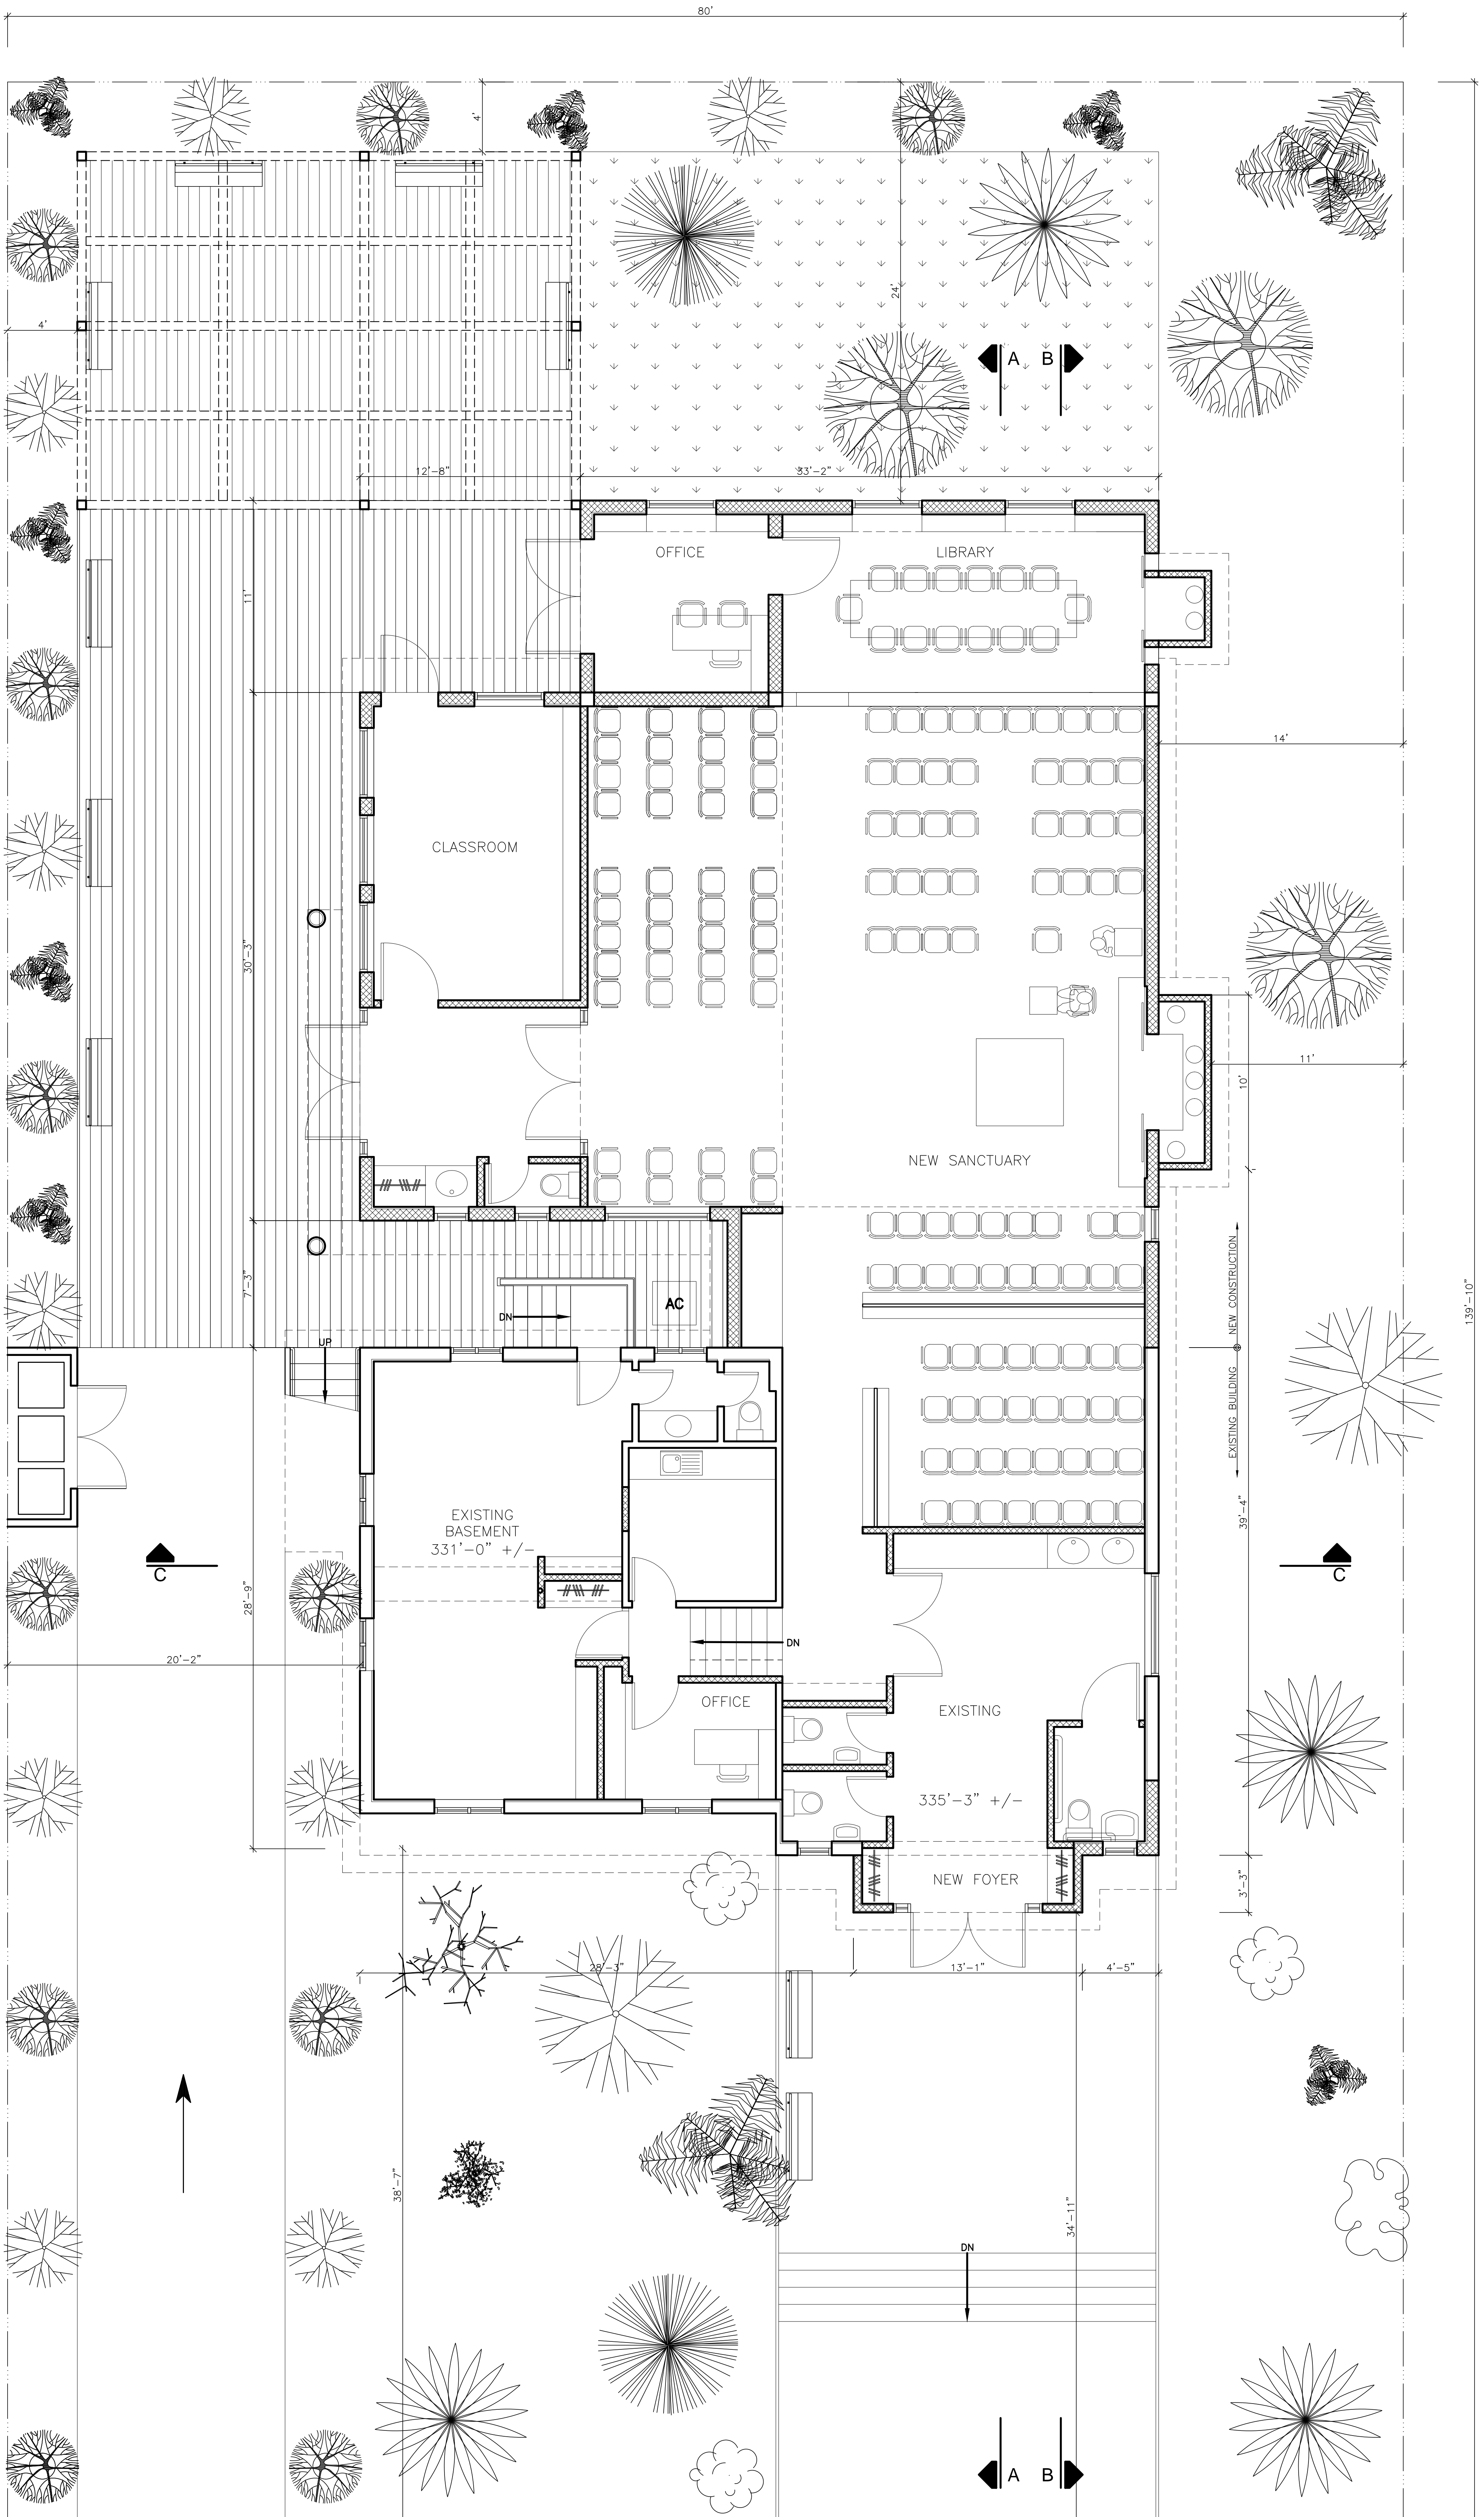 80'
4'
24'
4'
A B
12'-8"
33'-2"
OFFICE
LIBRARY
11'
14'
CLASSROOM
30'-3"
11'
10'
NEW SANCTUARY
NEW CONSTRUCTION
EXISTING BUILDING
7'-3"
139'-10"
AC
DN
UP
EXISTING
BASEMENT
331'-0" +/-
39'-4"
C
C
28'-9"
20'-2"
DN
OFFICE
EXISTING
335'-3" +/-
NEW FOYER
3'-3"
28'-3"
13'-1"
4'-5"
38'-7"
34'-11"
DN
A B